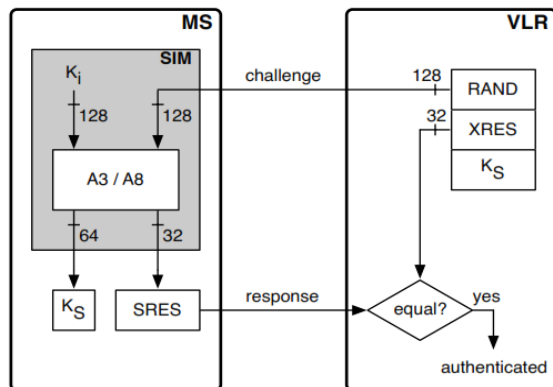 MS
VLR
SIM
Ki
challenge
128
RAND
128
128
32
XRES
A3 / A8
KS
64
32
KS
SRES
response
equal?
yes
authenticated